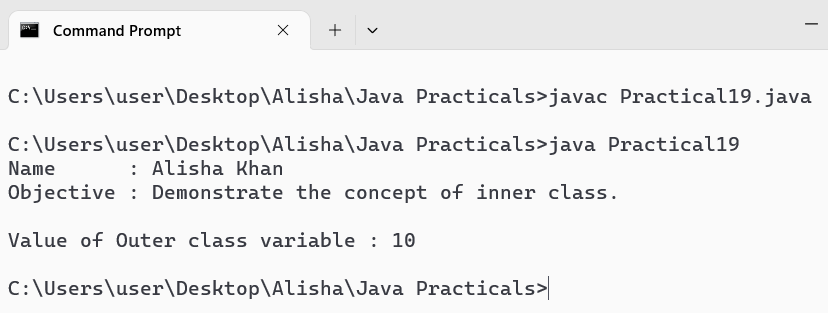 Command Prompt
C:\Users\user\Desktop\Alisha\Java Practicals>javac Practical19.java
C:\Users\user\Desktop\Alisha\Java Practicals>java Practical19
Name      : Alisha Khan
Objective : Demonstrate the concept of inner class.
Value of Outer class variable : 10
C:\Users\user\Desktop\Alisha\Java Practicals>